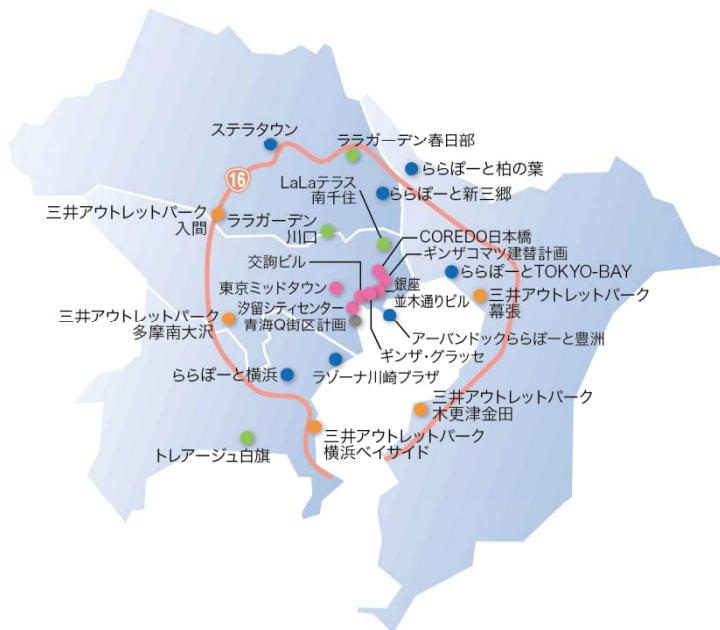 ステラタウン
ララガーデン春日部
16
ららぽーと柏の葉
LaLaテラス
南千住
ららぽーと新三郷
三井アウトレットパーク
入間
ララガーデン
川口
COREDO日本橋
ギンザコマツ建替計画
交詢ビル
ららぽーとTOKYO-BAY
東京ミッドタウン
銀座
並木通りビル
三井アウトレットパーク
幕張
汐留シティセンター
青海Q街区計画
三井アウトレットパーク
多摩南大沢
アーバンドックららぽーと豊洲
ギンザ・グラッセ
ららぽーと横浜
ラゾーナ川崎プラザ
三井アウトレットパーク
木更津金田
三井アウトレットパーク
横浜ベイサイド
トレアージュ白旗